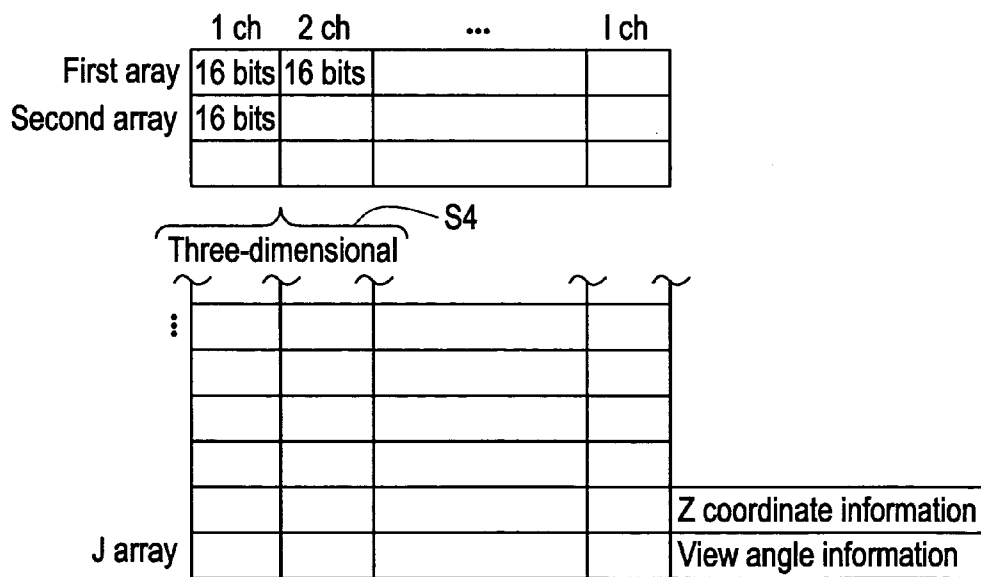 1 ch 2 ch ... I ch
First aray 16 bits 16 bits
Second array 16 bits
S4
Three-dimensional
...
Z coordinate information
J array View angle information